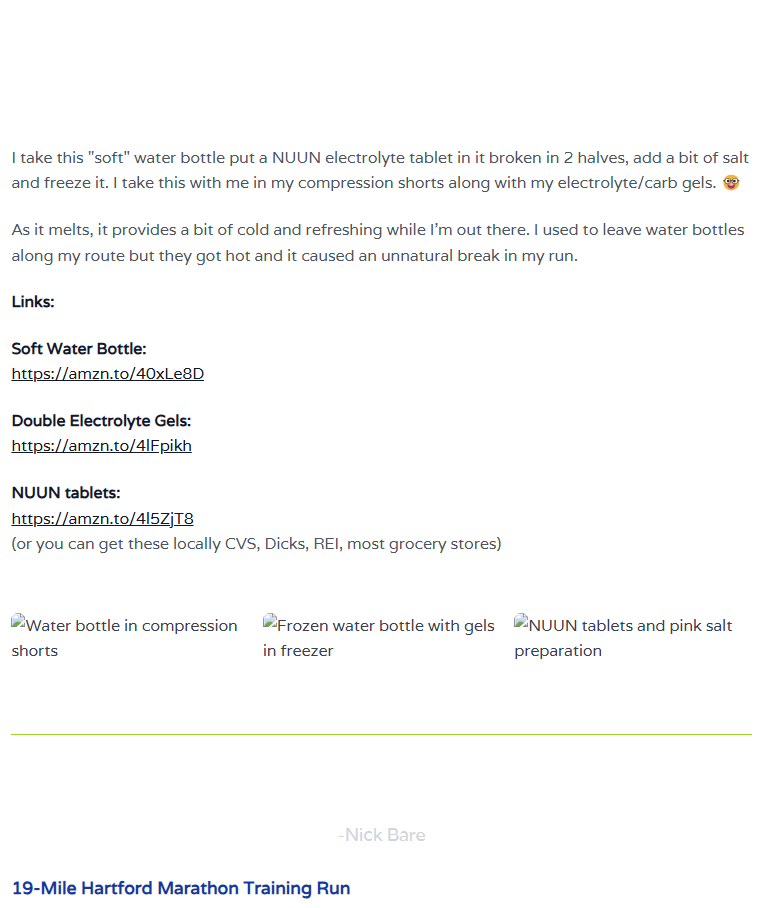 I take this "soft" water bottle put a NUUN electrolyte tablet in it broken in 2 halves, add a bit of salt
and freeze it. I take this with me in my compression shorts along with my electrolyte/carb gels. 🤓
As it melts, it provides a bit of cold and refreshing while I'm out there. I used to leave water bottles
along my route but they got hot and it caused an unnatural break in my run.
Links:
Soft Water Bottle:
https://amzn.to/40xLe8D
Double Electrolyte Gels:
https://amzn.to/4lFpikh
NUUN tablets:
https://amzn.to/4l5ZjT8
(or you can get these locally CVS, Dicks, REI, most grocery stores)
Water bottle in compression
shorts
Frozen water bottle with gels
in freezer
NUUN tablets and pink salt
preparation
-Nick Bare
19-Mile Hartford Marathon Training Run